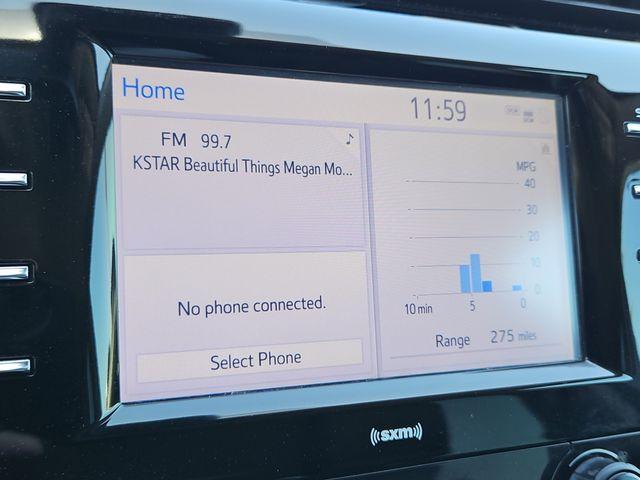 Home
11:59
FM 99.7
KSTAR Beautiful Things Megan Mo...
No phone connected.
Select Phone
MPG
40
30
20
10
0
10 min 5 0
Range 275 miles
sxm